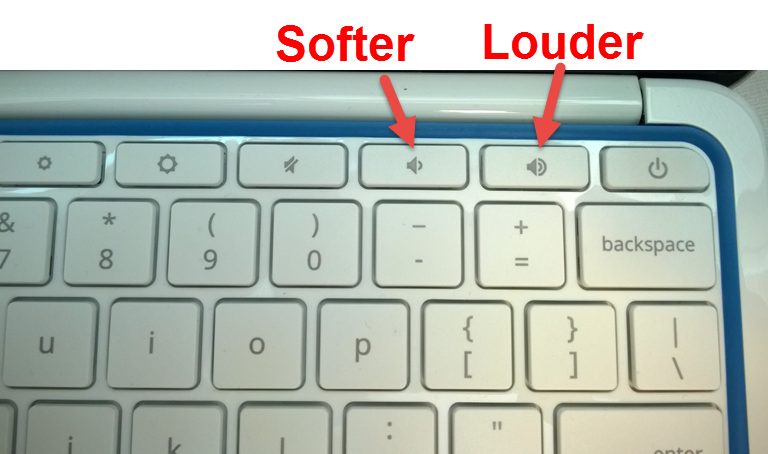 Softer Louder
& * ( ) – +
7 8 9 0 - = backspace
u i o p { } |
[ ] \
j k l : " enter